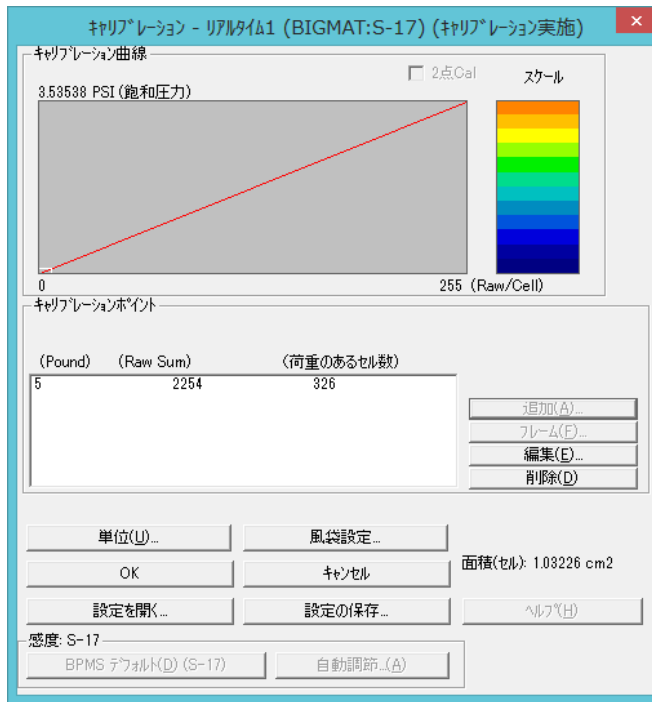 キャリブレーション - リアルタイム1 (BIGMAT:S-17) (キャリブレーション実施)
キャリブレーション曲線
2点Cal
スケール
3.53538 PSI (飽和圧力)
0
255 (Raw/Cell)
キャリブレーションポイント
(Pound) (Raw Sum) (荷重のあるセル数)
5 2254 326
追加(A)...
フレーム(F)...
編集(E)...
削除(D)
単位(U)... 風袋設定...
OK キャンセル
面積(セル): 1.03226 cm2
設定を開く... 設定の保存... ヘルプ(H)
感度: S-17
BPMS デフォルト(D) (S-17) 自動調節...(A)